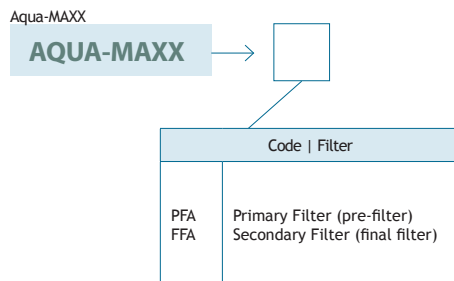 Aqua-MAXX
AQUA-MAXX
Code | Filter
PFA Primary Filter (pre-filter)
FFA Secondary Filter (final filter)